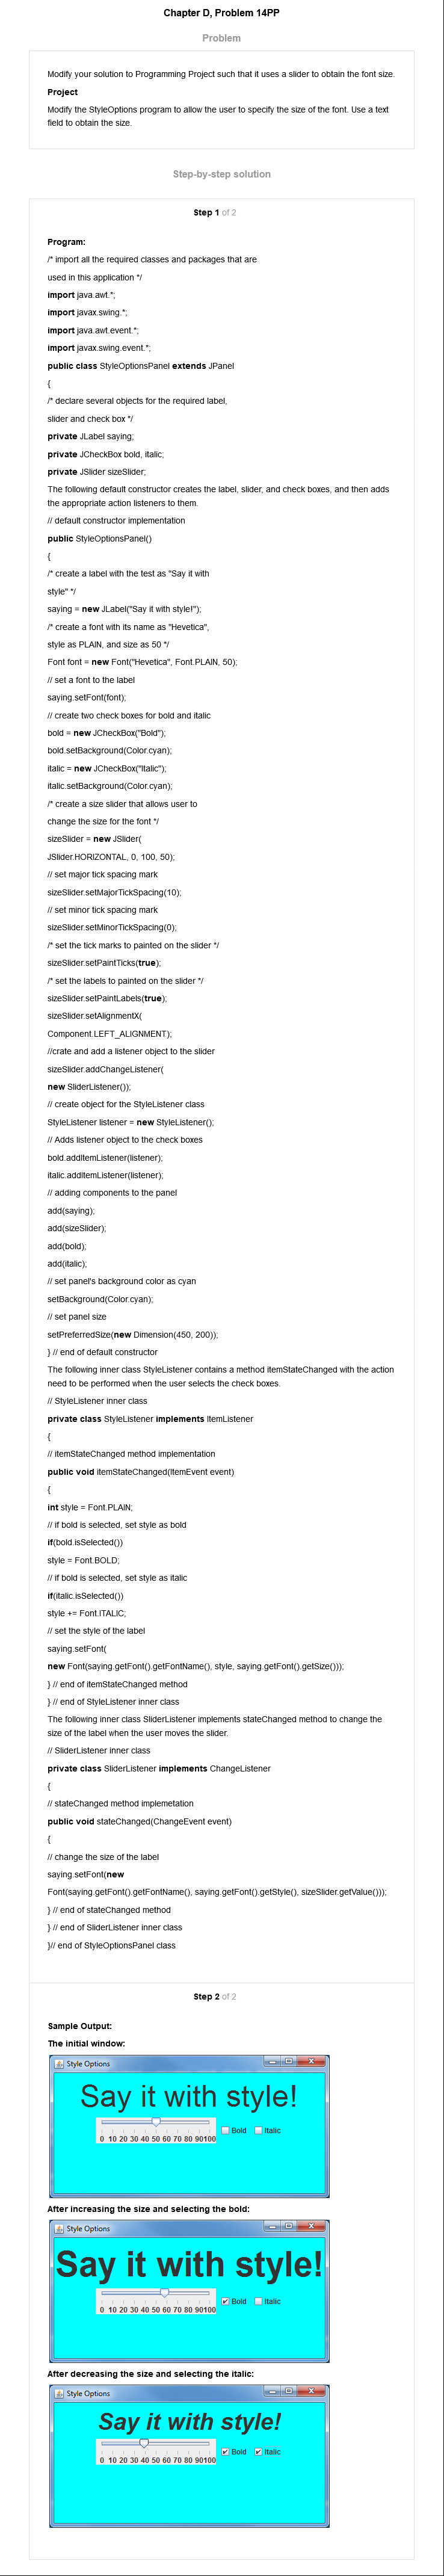 Chapter D, Problem 14PP
Problem
Modify your solution to Programming Project such that it uses a slider to obtain the font size.
Project
Modify the StyleOptions program to allow the user to specify the size of the font. Use a text
field to obtain the size.
Step-by-step solution
Step 1 of 2
Program:
/* import all the required classes and packages that are
used in this application */
import java.awt.*;
import javax.swing.*;
import java.awt.event.*;
import javax.swing.event.*;
public class StyleOptionsPanel extends JPanel
{
/* declare several objects for the required label,
slider and check box */
private JLabel saying;
private JCheckBox bold, italic;
private JSlider sizeSlider;
The following default constructor creates the label, slider, and check boxes, and then adds
the appropriate action listeners to them.
// default constructor implementation
public StyleOptionsPanel()
{
/* create a label with the test as "Say it with
style" */
saying = new JLabel("Say it with style!");
/* create a font with its name as "Hevetica",
style as PLAIN, and size as 50 */
Font font = new Font("Hevetica", Font.PLAIN, 50);
// set a font to the label
saying.setFont(font);
// create two check boxes for bold and italic
bold = new JCheckBox("Bold");
bold.setBackground(Color.cyan);
italic = new JCheckBox("Italic");
italic.setBackground(Color.cyan);
/* create a size slider that allows user to
change the size for the font */
sizeSlider = new JSlider(
JSlider.HORIZONTAL, 0, 100, 50);
// set major tick spacing mark
sizeSlider.setMajorTickSpacing(10);
// set minor tick spacing mark
sizeSlider.setMinorTickSpacing(0);
/* set the tick marks to painted on the slider */
sizeSlider.setPaintTicks(true);
/* set the labels to painted on the slider */
sizeSlider.setPaintLabels(true);
sizeSlider.setAlignmentX(
Component.LEFT_ALIGNMENT);
//crate and add a listener object to the slider
sizeSlider.addChangeListener(
new SliderListener());
// create object for the StyleListener class
StyleListener listener = new StyleListener();
// Adds listener object to the check boxes
bold.addItemListener(listener);
italic.addItemListener(listener);
// adding components to the panel
add(saying);
add(sizeSlider);
add(bold);
add(italic);
// set panel's background color as cyan
setBackground(Color.cyan);
// set panel size
setPreferredSize(new Dimension(450, 200));
} // end of default constructor
The following inner class StyleListener contains a method itemStateChanged with the action
need to be performed when the user selects the check boxes.
// StyleListener inner class
private class StyleListener implements ItemListener
{
// itemStateChanged method implementation
public void itemStateChanged(ItemEvent event)
{
int style = Font.PLAIN;
// if bold is selected, set style as bold
if(bold.isSelected())
style = Font.BOLD;
// if bold is selected, set style as italic
if(italic.isSelected())
style += Font.ITALIC;
// set the style of the label
saying.setFont(
new Font(saying.getFont().getFontName(), style, saying.getFont().getSize()));
} // end of itemStateChanged method
} // end of StyleListener inner class
The following inner class SliderListener implements stateChanged method to change the
size of the label when the user moves the slider.
// SliderListener inner class
private class SliderListener implements ChangeListener
{
// stateChanged method implemetation
public void stateChanged(ChangeEvent event)
{
// change the size of the label
saying.setFont(new
Font(saying.getFont().getFontName(), saying.getFont().getStyle(), sizeSlider.getValue()));
} // end of stateChanged method
} // end of SliderListener inner class
}// end of StyleOptionsPanel class
Step 2 of 2
Sample Output:
The initial window:
Style Options
Say it with style!
0 10 20 30 40 50 60 70 80 90100
Bold Italic
After increasing the size and selecting the bold:
Style Options
Say it with style!
0 10 20 30 40 50 60 70 80 90100
Bold Italic
After decreasing the size and selecting the italic:
Style Options
Say it with style!
0 10 20 30 40 50 60 70 80 90100
Bold Italic